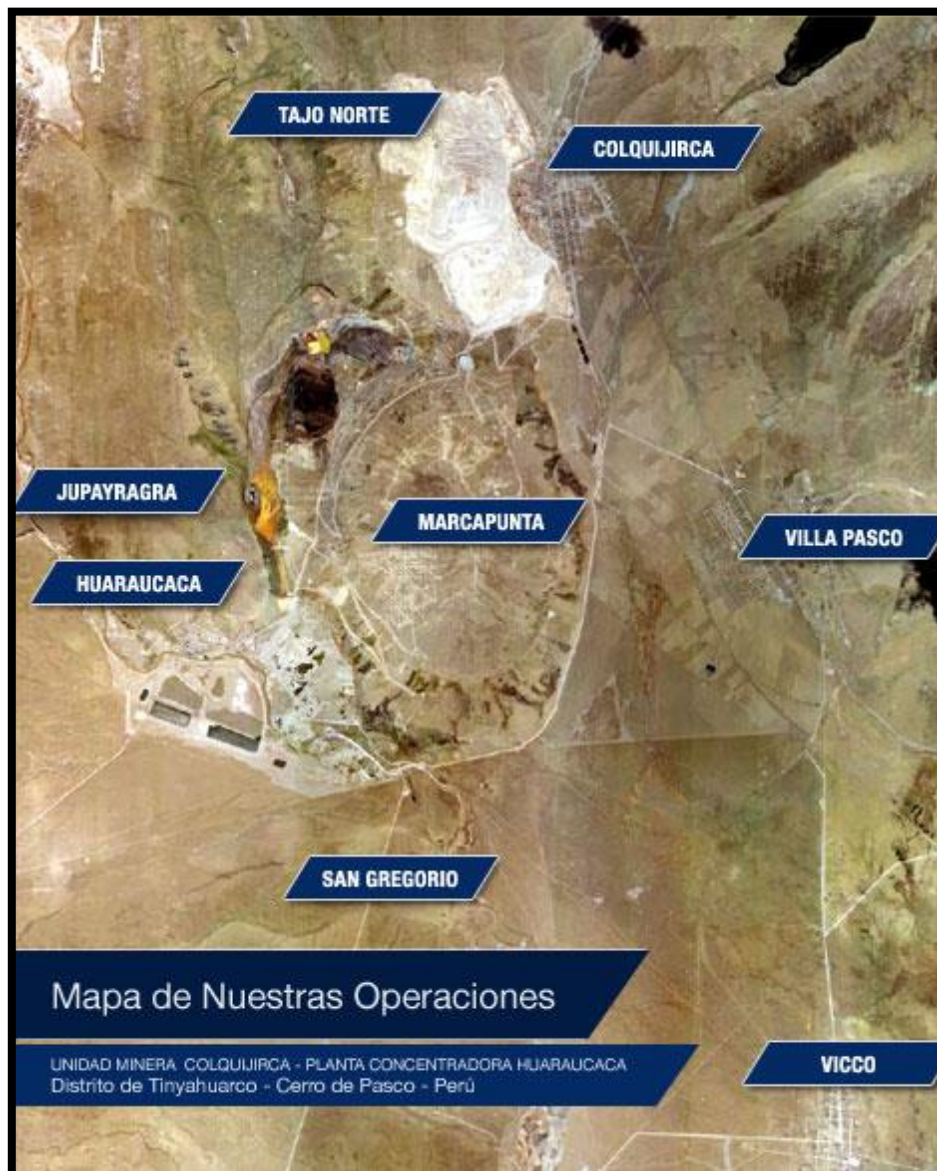 TAJO NORTE
COLQUIJIRCA
JUPAYRAGRA
MARCAPUNTA
VILLA PASCO
HUARAUCACA
SAN GREGORIO
Mapa de Nuestras Operaciones
UNIDAD MINERA COLQUIJIRCA - PLANTA CONCENTRADORA HUARAUCACA
Distrito de Tinyahuarco - Cerro de Pasco - Perú
VICCO